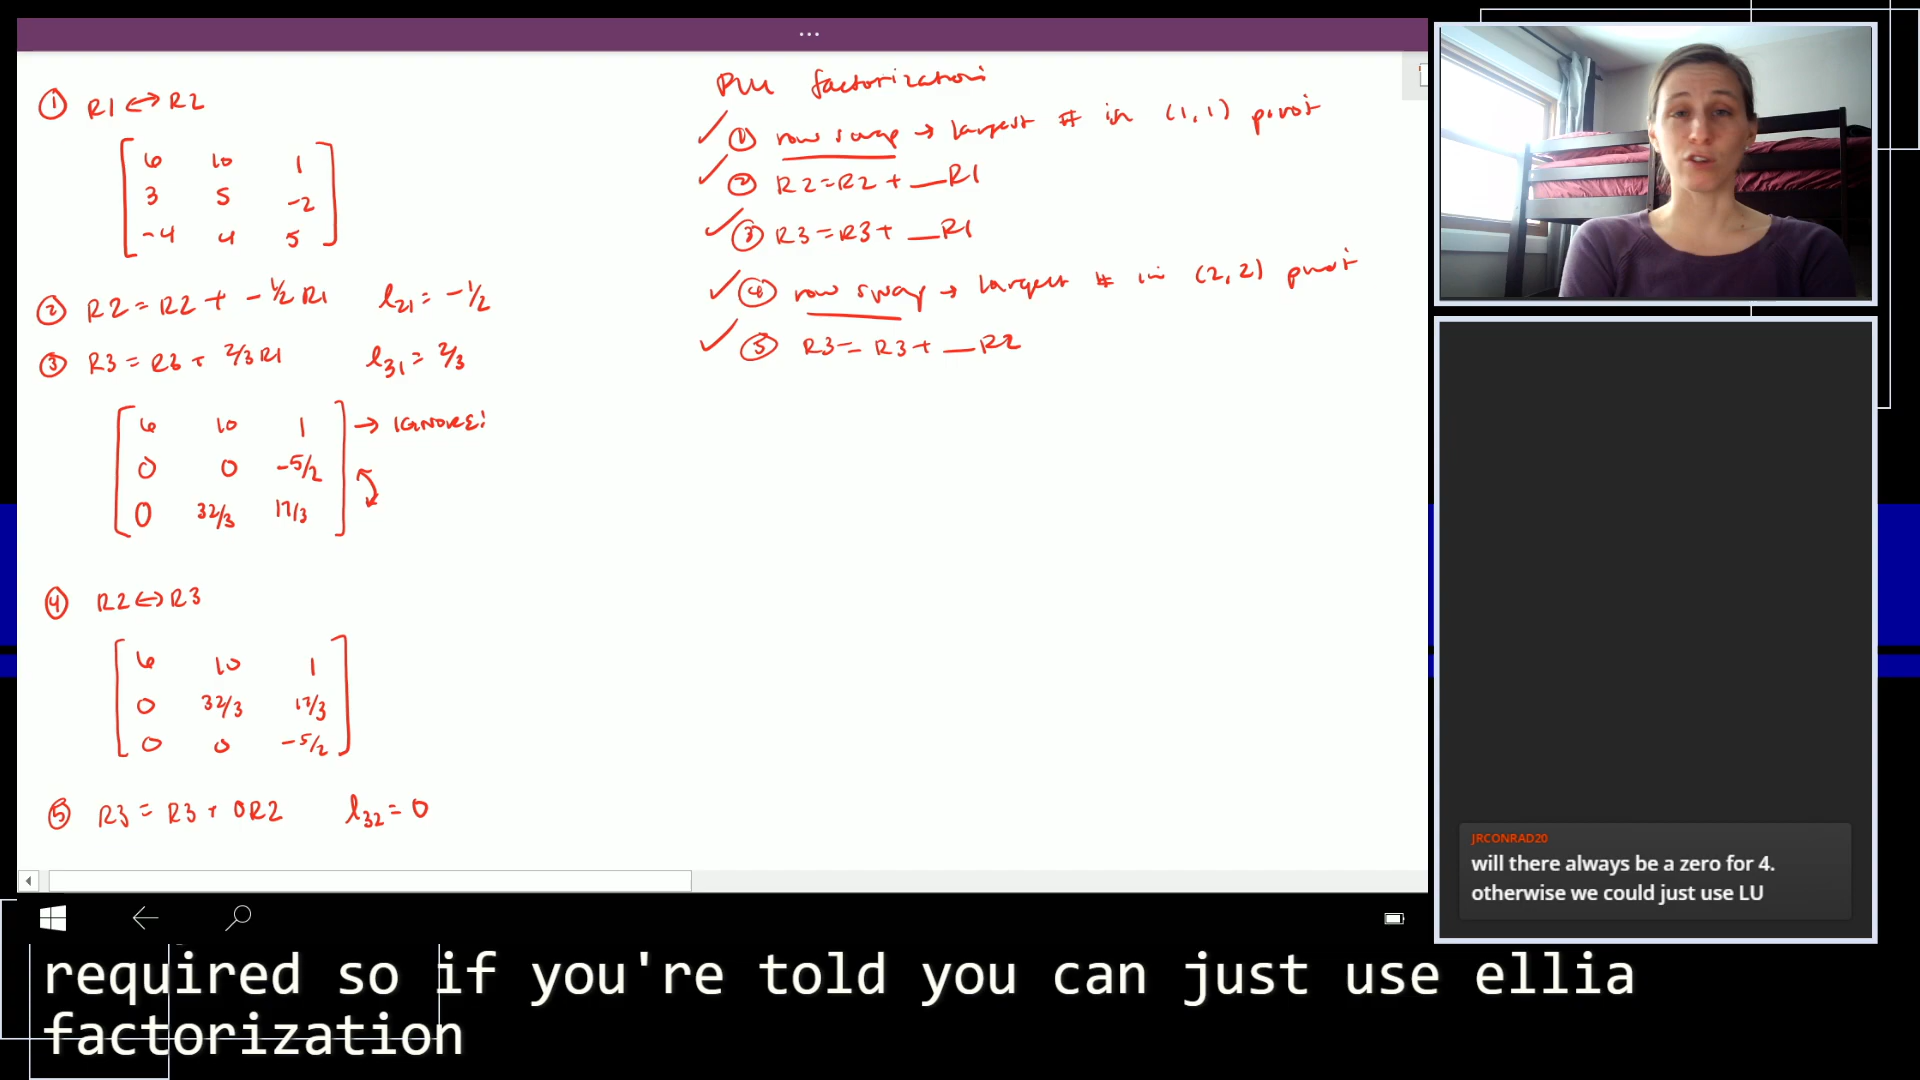 ...
① R1 ↔ R2
6 10 1
3 5 -2
-4 4 5
② R2 = R2 + -1/2 R1 l21 = -1/2
③ R3 = R3 + 2/3 R1 l31 = 2/3
6 10 1 → IGNORE!
0 0 -5/2
0 32/3 17/3
④ R2 ↔ R3
6 10 1
0 32/3 17/3
0 0 -5/2
⑤ R3 = R3 + 0R2 l32 = 0
PLU factorization
✓ ① row swap → largest # in (1,1) pivot
✓ ② R2 = R2 + __R1
✓ ③ R3 = R3 + __R1
✓ ④ row swap → largest # in (2,2) pivot
✓ ⑤ R3 = R3 + __R2
JRCONRAD20
will there always be a zero for 4.
otherwise we could just use LU
required so if you're told you can just use ellia
factorization